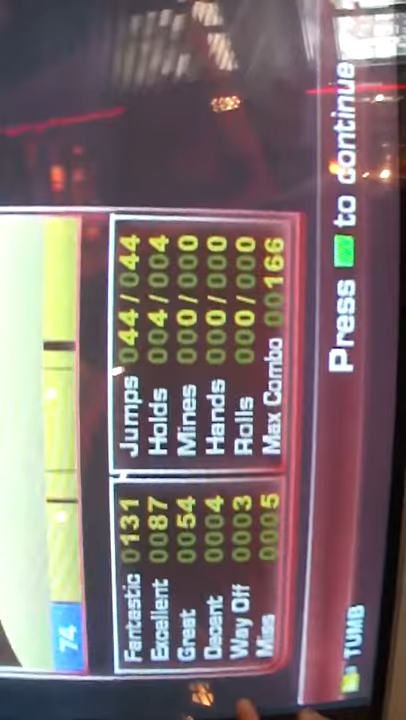 74
Fantastic 0131
Excellent 0087
Great 0054
Decent 0004
Way Off 0003
Miss 0005
Jumps 044/044
Holds 004/004
Mines 000/000
Hands 000/000
Rolls 000/000
Max Combo 00166
TUMB
Press to continue